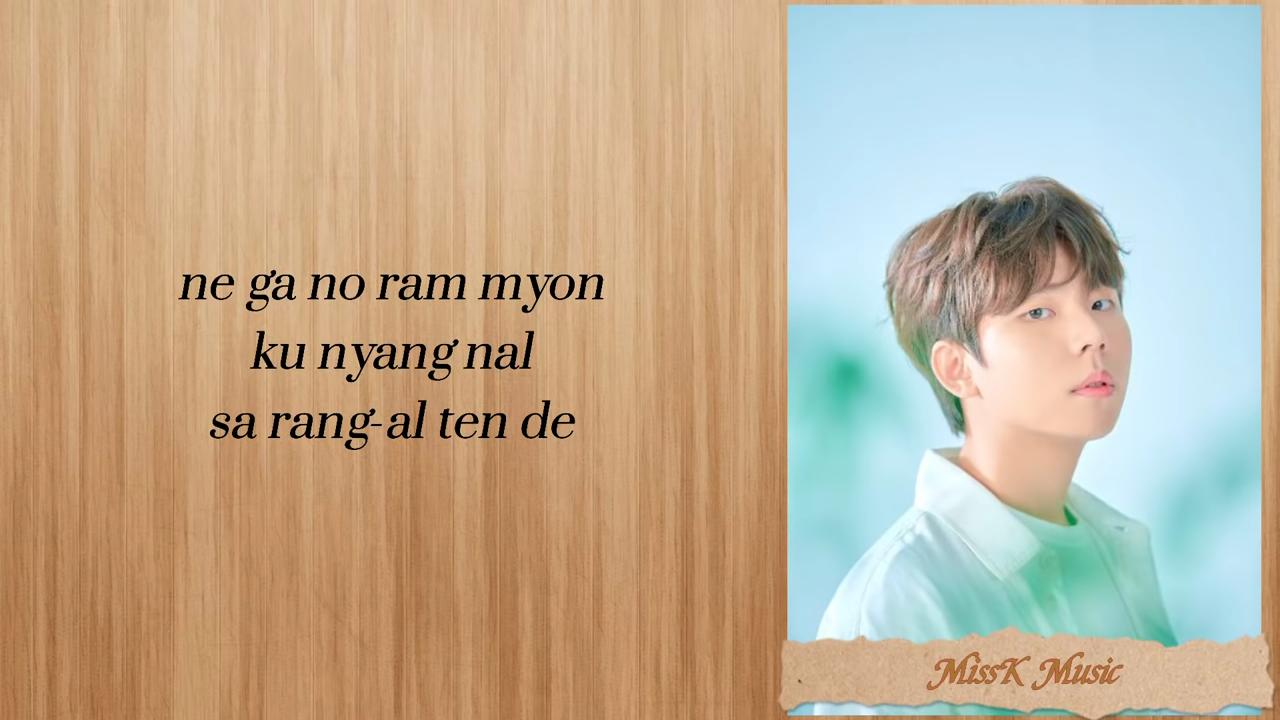 ne ga no ram myon
ku nyang nal
sa rang-al ten de
MissK Music